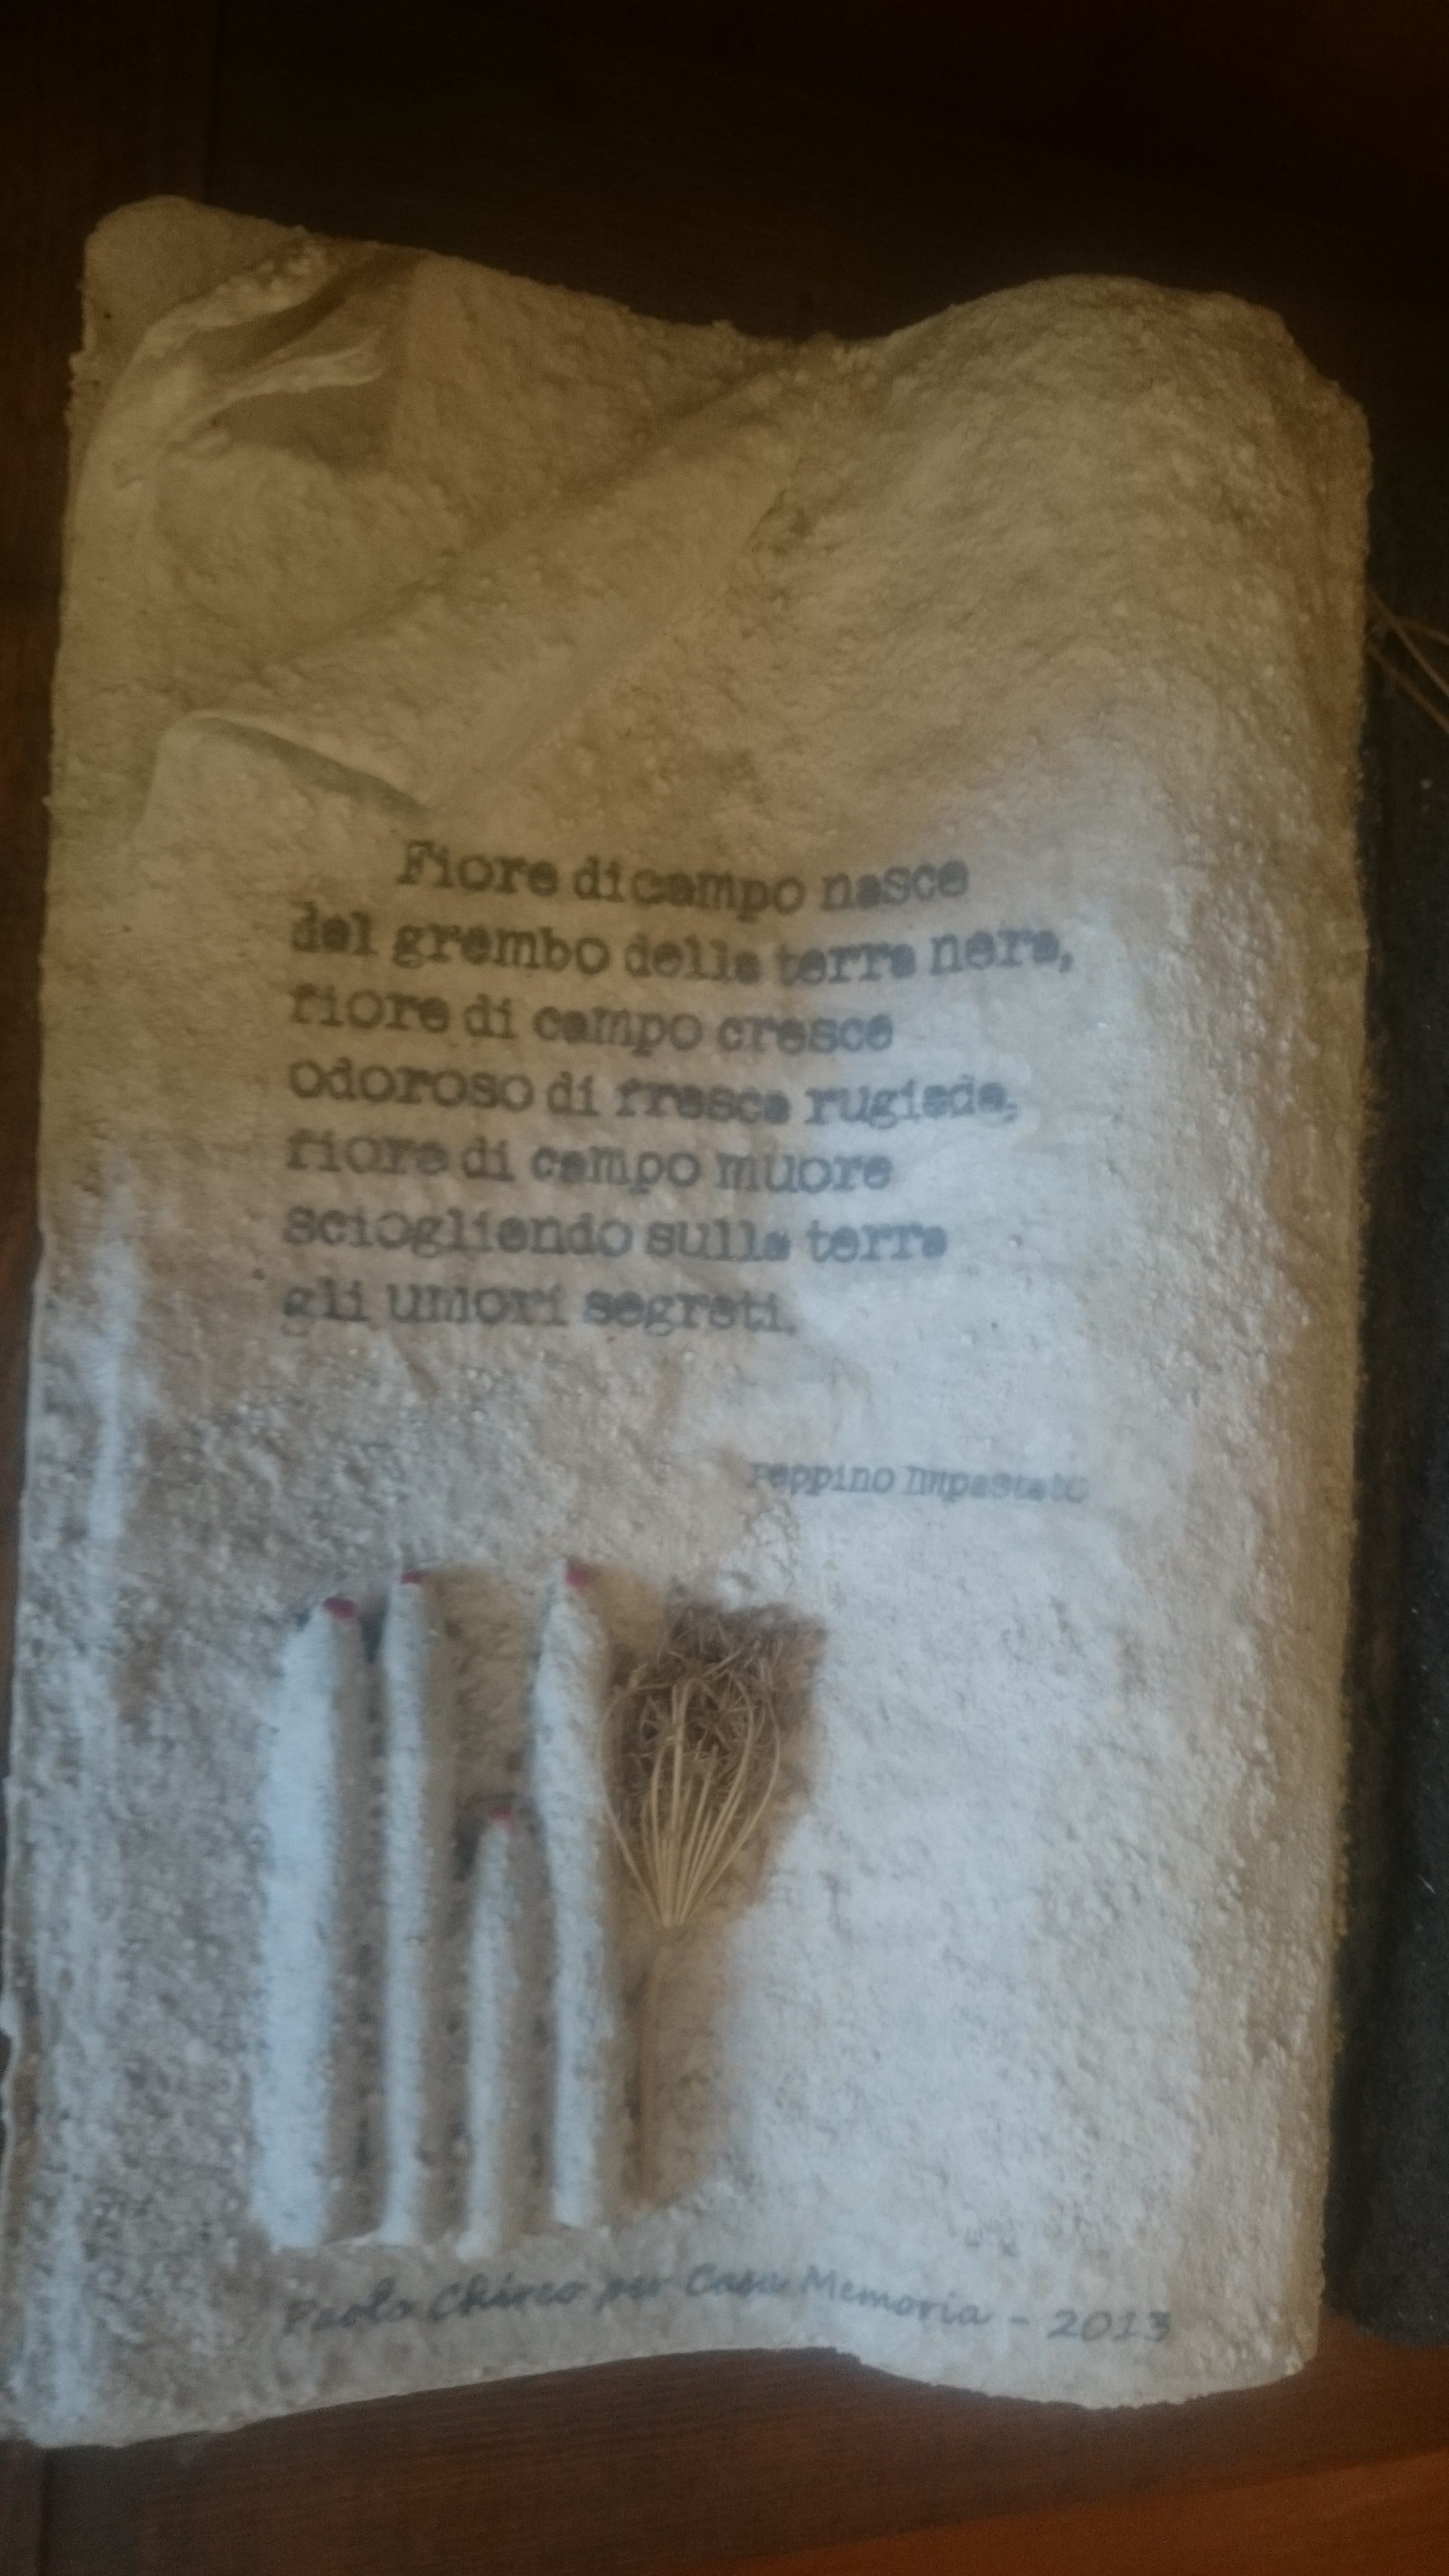 Fiore di campo nasce
dal grembo della terra nera,
fiore di campo cresce
odoroso di fresca rugiada,
fiore di campo muore
sciogliendo sulla terra
gli umori segreti.
Peppino Impastato
Paolo Chirco per Casa Memoria - 2013